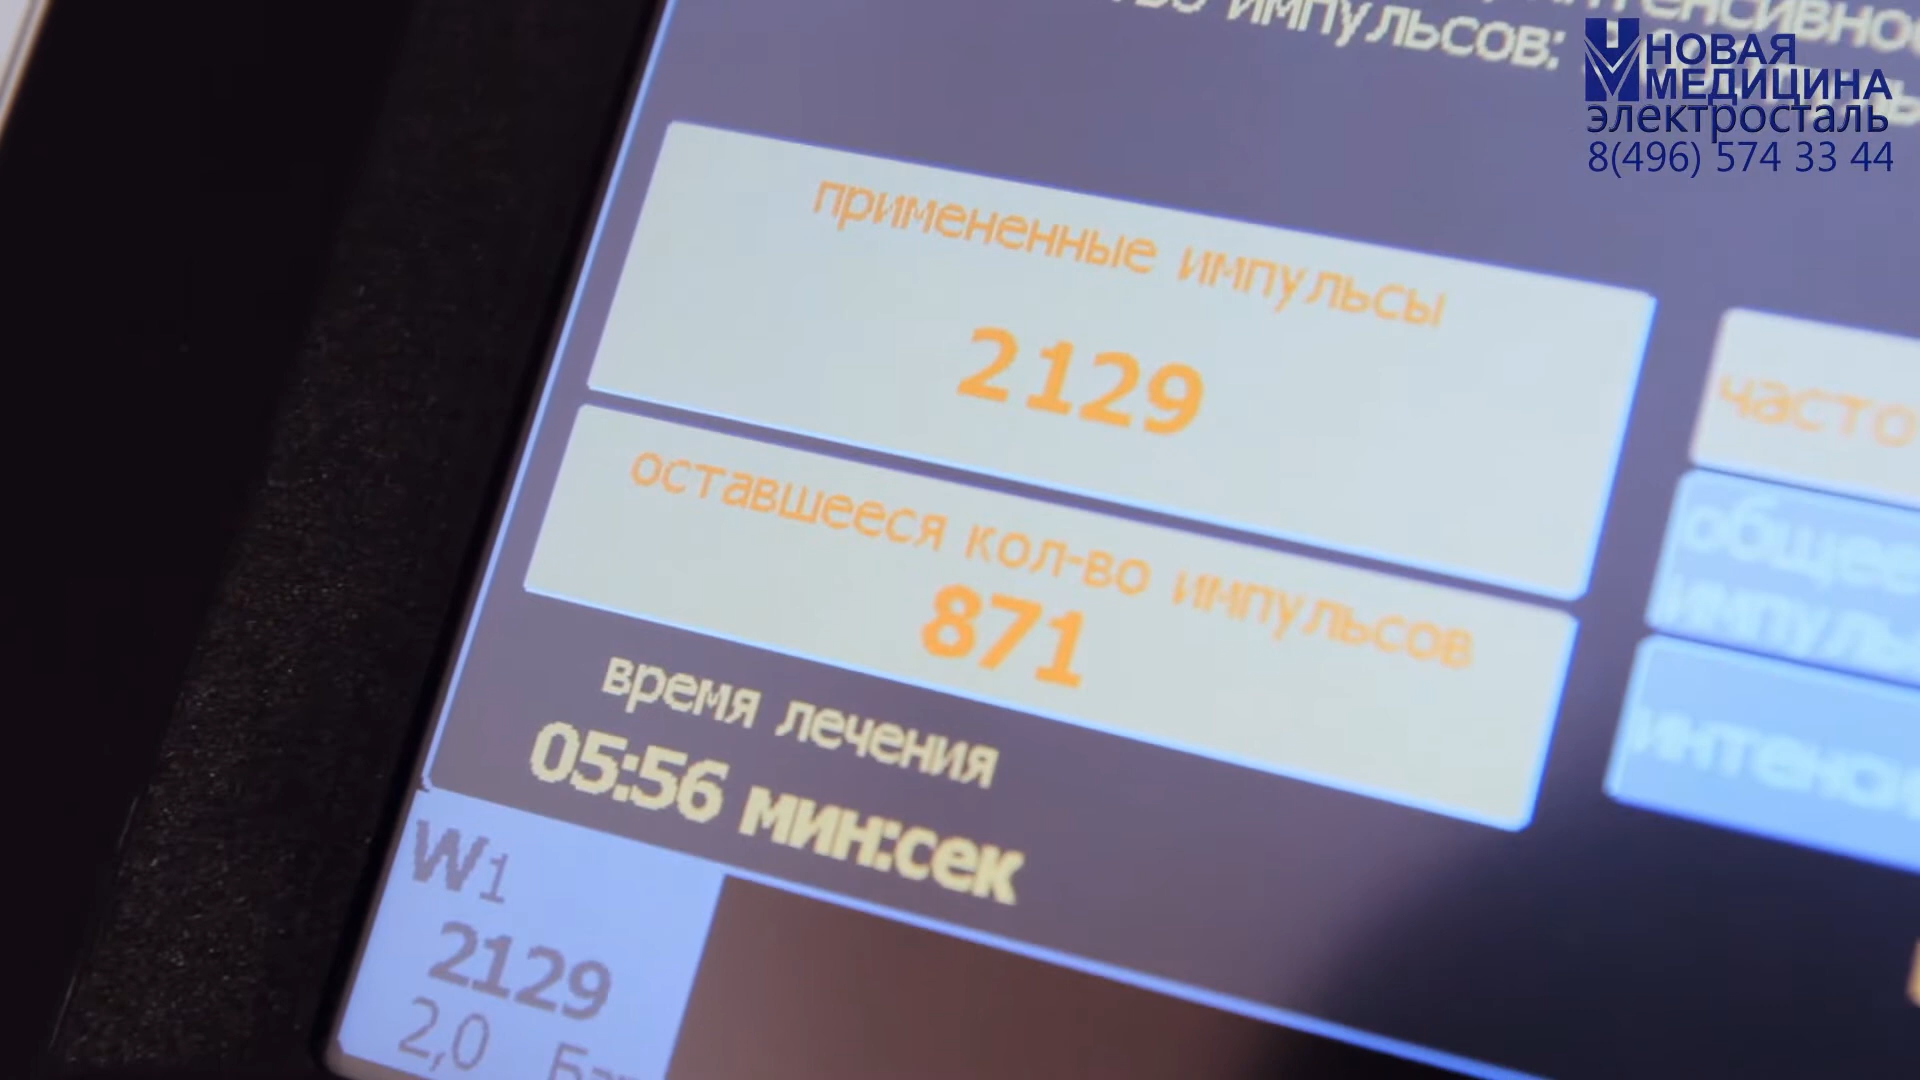 импульсов:
НОВАЯ
МЕДИЦИНА
электросталь
8(496) 574 33 44
примененные импульсы
2129
оставшееся кол-во импульсов
871
время лечения
05:56 мин:сек
W1
2129
2,0